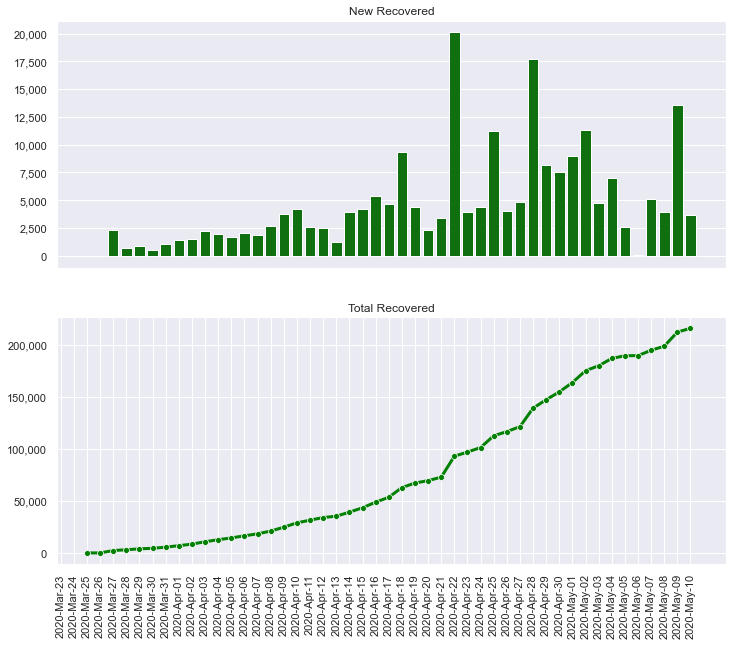 New Recovered
20,000
17,500
15,000
12,500
10,000
7,500
5,000
2,500
0
Total Recovered
200,000
150,000
100,000
50,000
0
2020-Mar-23
2020-Mar-24
2020-Mar-25
2020-Mar-26
2020-Mar-27
2020-Mar-28
2020-Mar-29
2020-Mar-30
2020-Mar-31
2020-Apr-01
2020-Apr-02
2020-Apr-03
2020-Apr-04
2020-Apr-05
2020-Apr-06
2020-Apr-07
2020-Apr-08
2020-Apr-09
2020-Apr-10
2020-Apr-11
2020-Apr-12
2020-Apr-13
2020-Apr-14
2020-Apr-15
2020-Apr-16
2020-Apr-17
2020-Apr-18
2020-Apr-19
2020-Apr-20
2020-Apr-21
2020-Apr-22
2020-Apr-23
2020-Apr-24
2020-Apr-25
2020-Apr-26
2020-Apr-27
2020-Apr-28
2020-Apr-29
2020-Apr-30
2020-May-01
2020-May-02
2020-May-03
2020-May-04
2020-May-05
2020-May-06
2020-May-07
2020-May-08
2020-May-09
2020-May-10